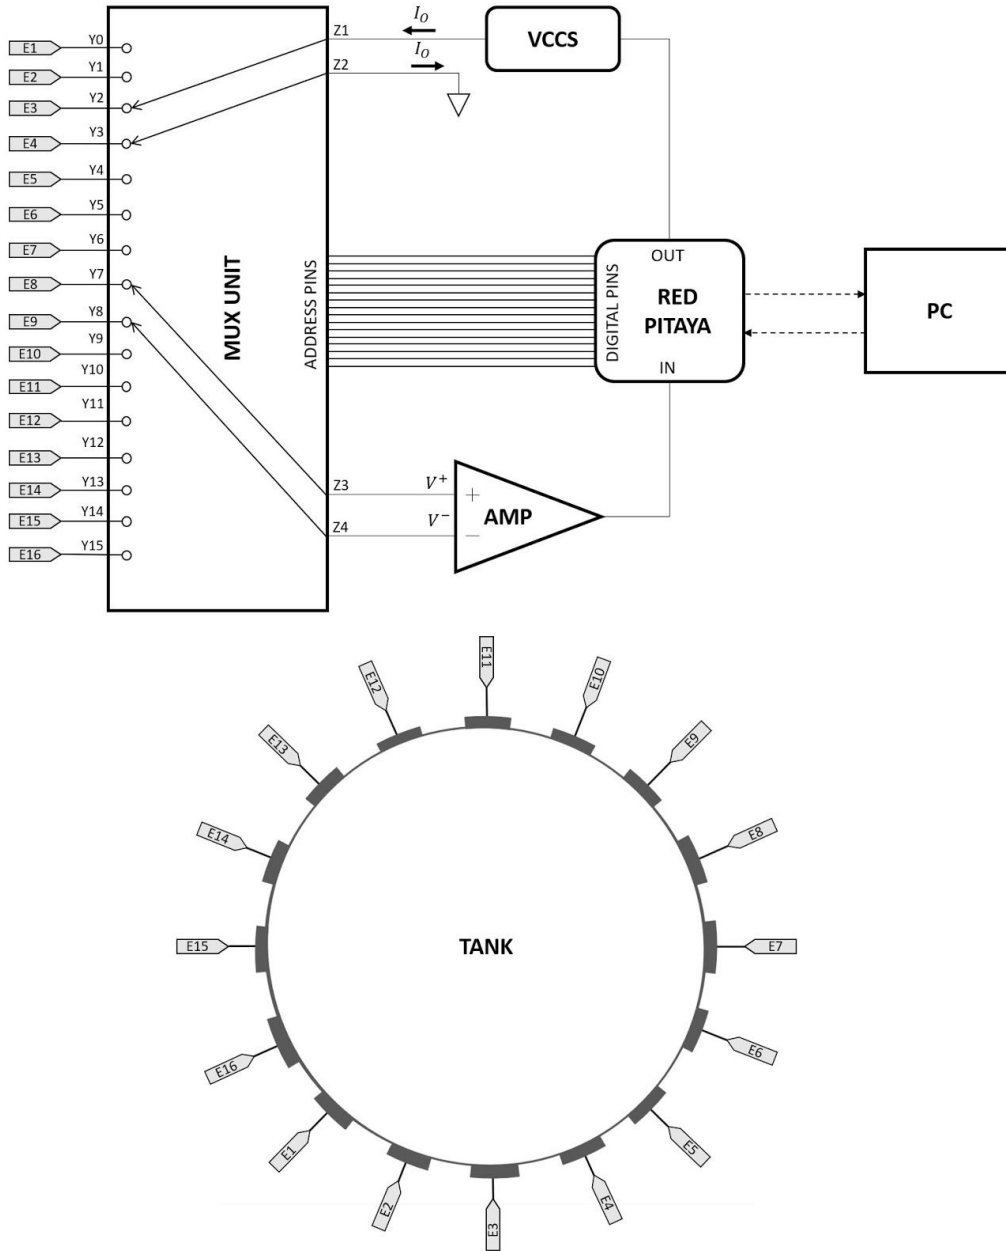 I_O
VCCS
I_O
Z1
Z2
E1 Y0
E2 Y1
E3 Y2
E4 Y3
E5 Y4
E6 Y5
E7 Y6
E8 Y7
E9 Y8
E10 Y9
E11 Y10
E12 Y11
E13 Y12
E14 Y13
E15 Y14
E16 Y15
MUX UNIT
ADDRESS PINS
DIGITAL PINS
OUT
RED
PITAYA
IN
PC
Z3
Z4
V⁺
V⁻
+
−
AMP
E11
E12
E10
E13
E9
E14
E8
E15
TANK
E7
E16
E6
E1
E5
E2
E4
E3